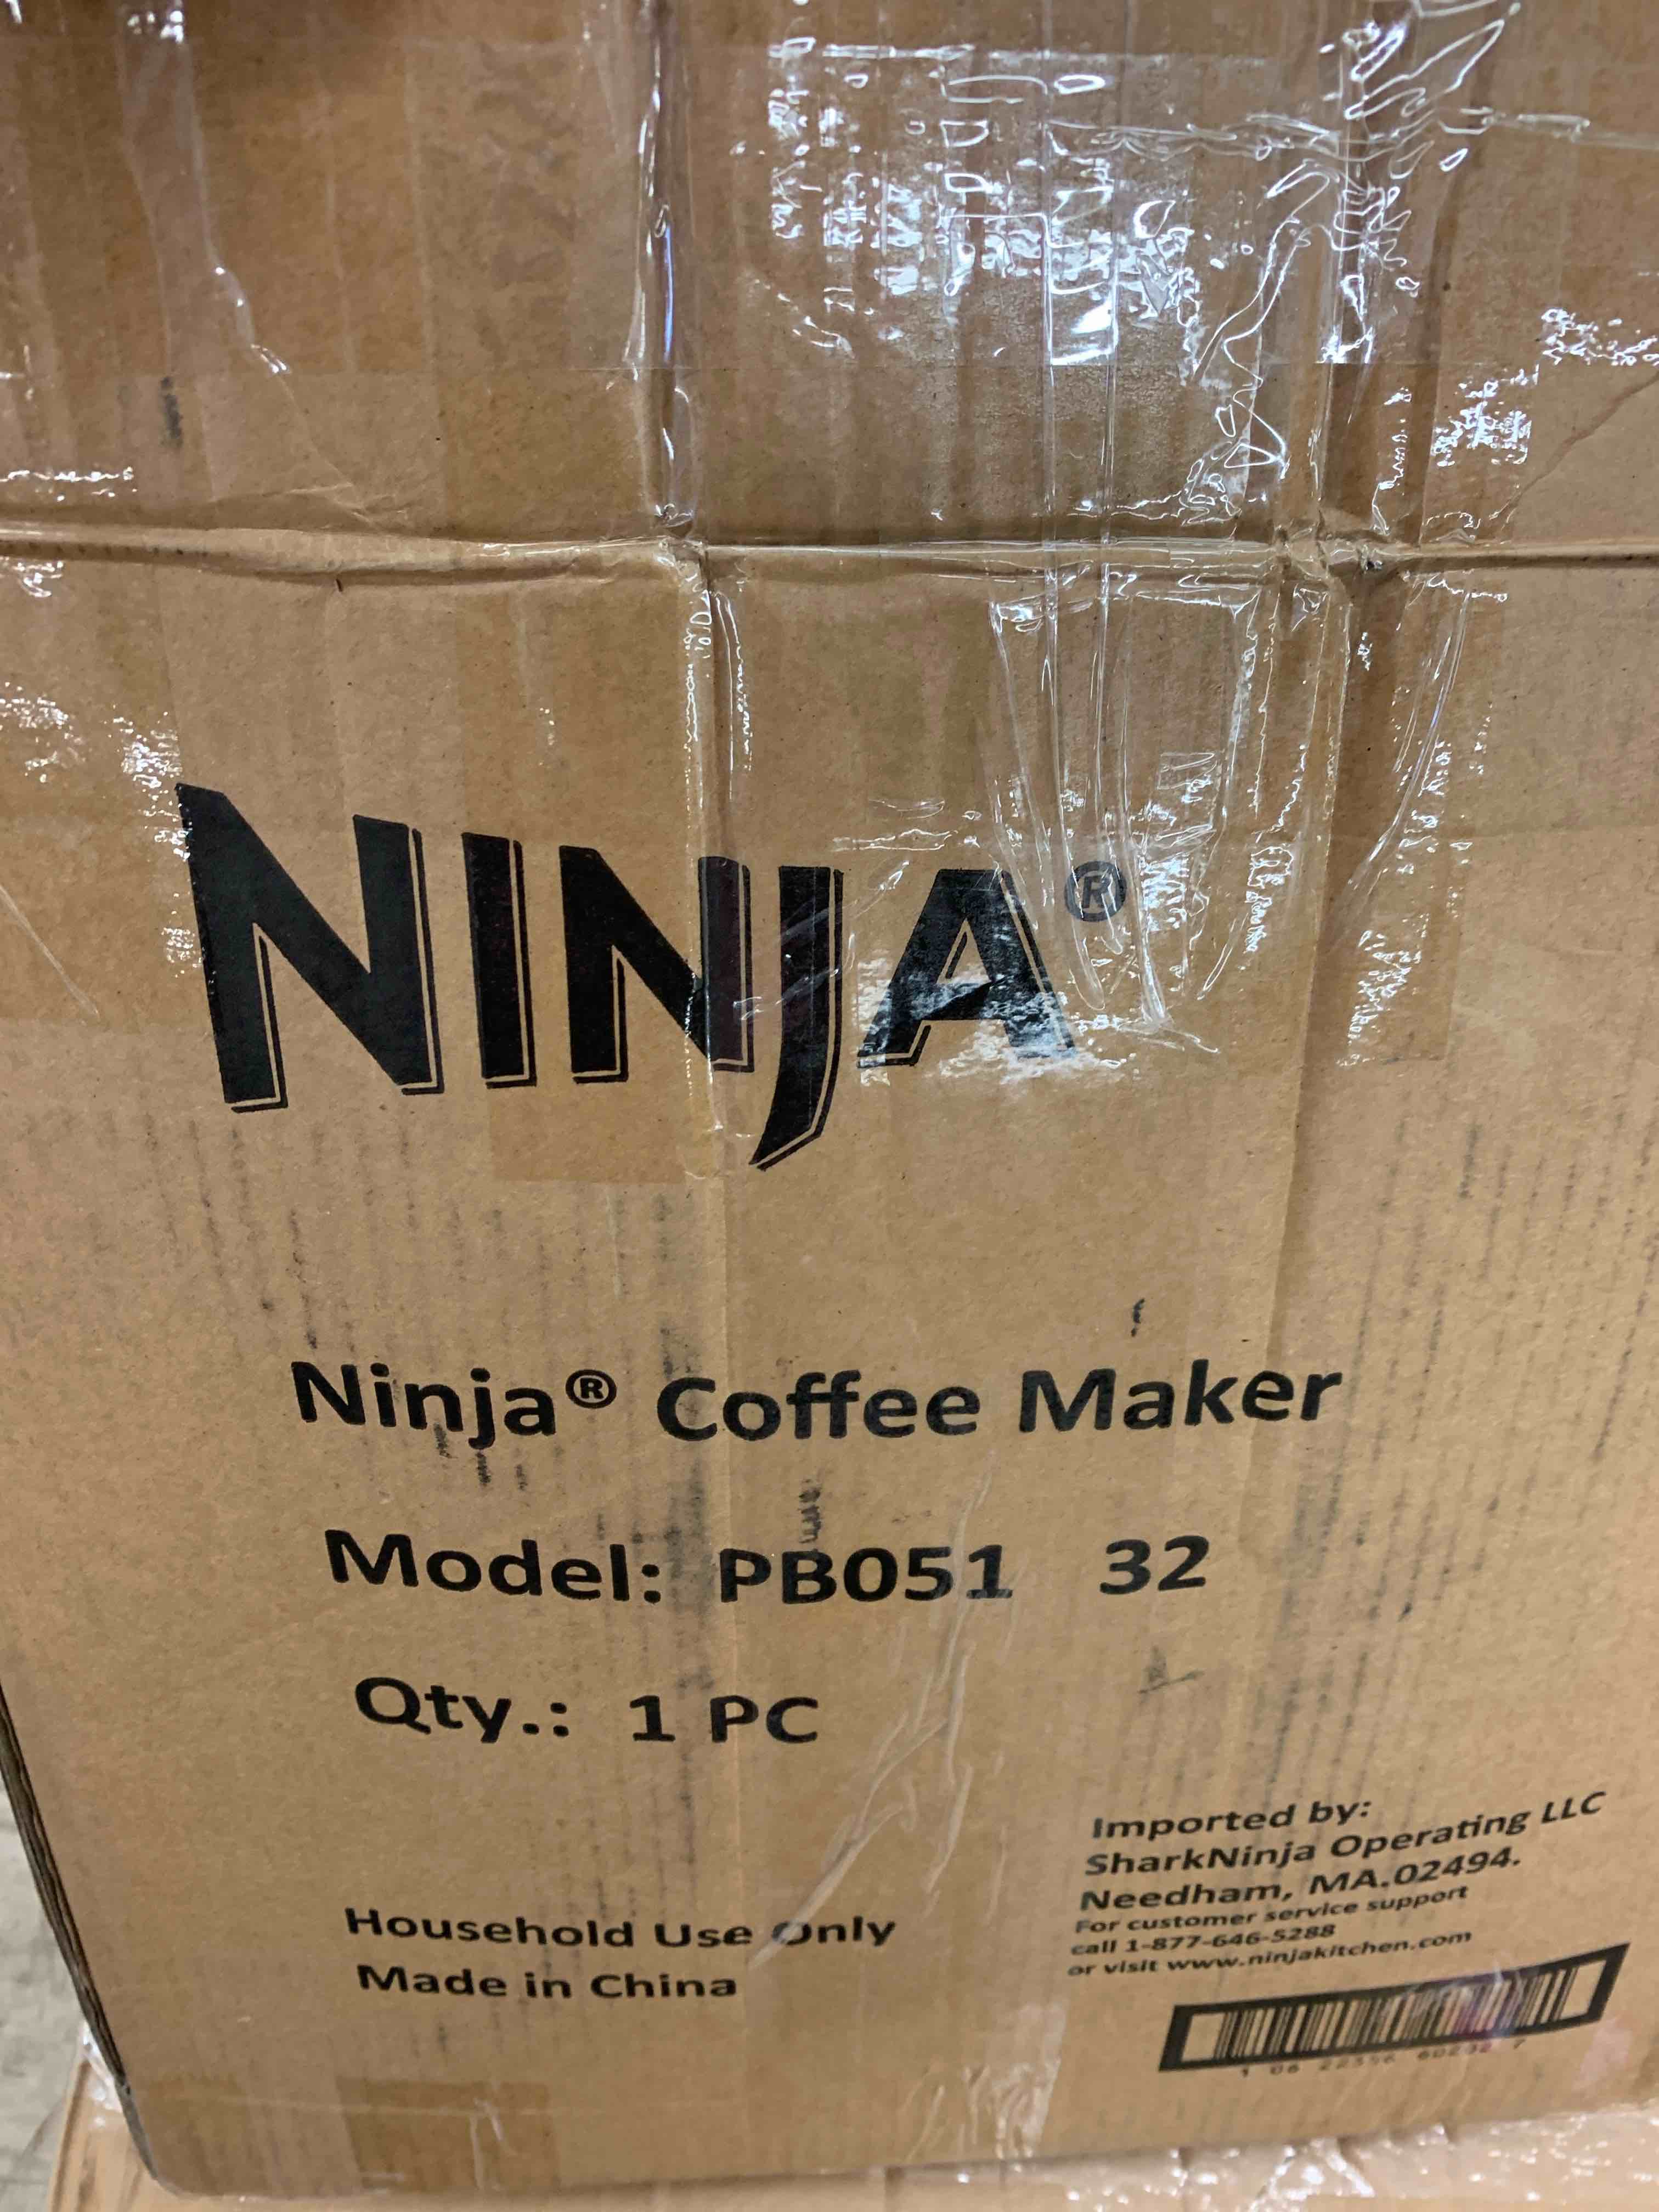 NINJA®
Ninja® Coffee Maker
Model: PB051 32
Qty.: 1 PC
Household Use Only
Made in China
Imported by:
SharkNinja Operating LLC
Needham, MA.02494.
For customer service support
call 1-877-646-5288
or visit www.ninjakitchen.com